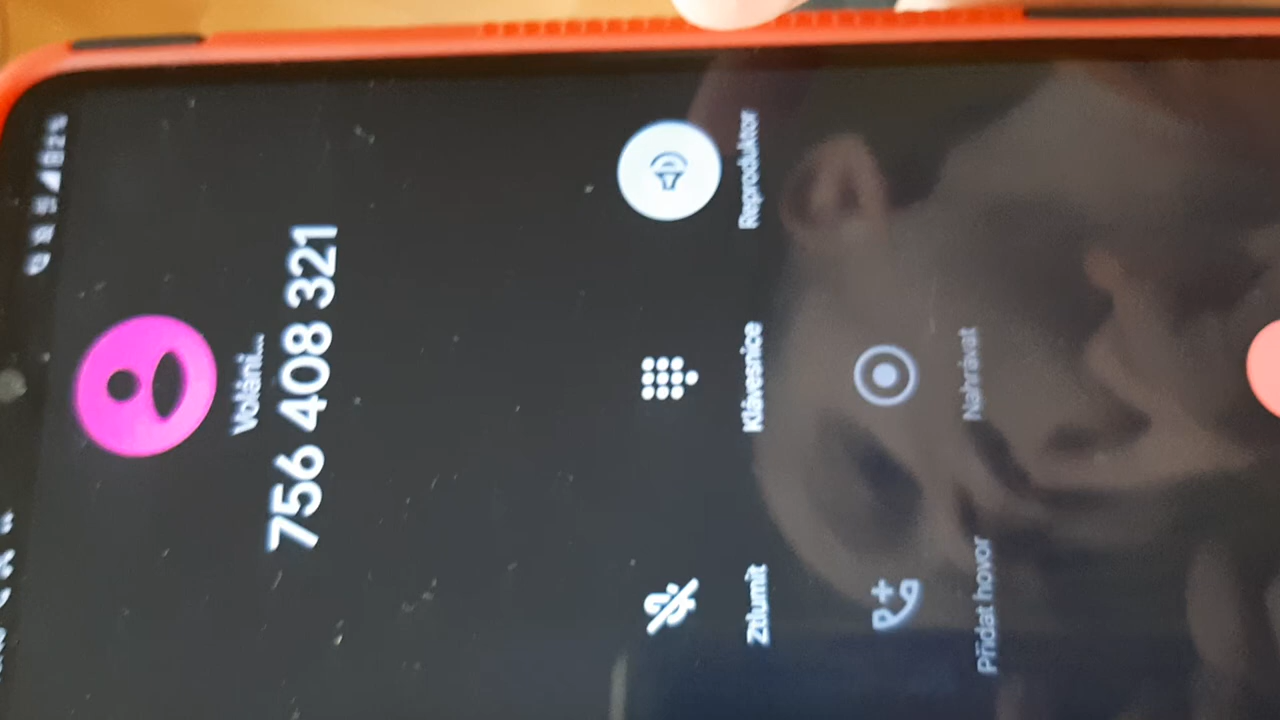 Volání...
756 408 321
Ztlumit
Klávesnice
Reproduktor
Přidat hovor
Nahrávat